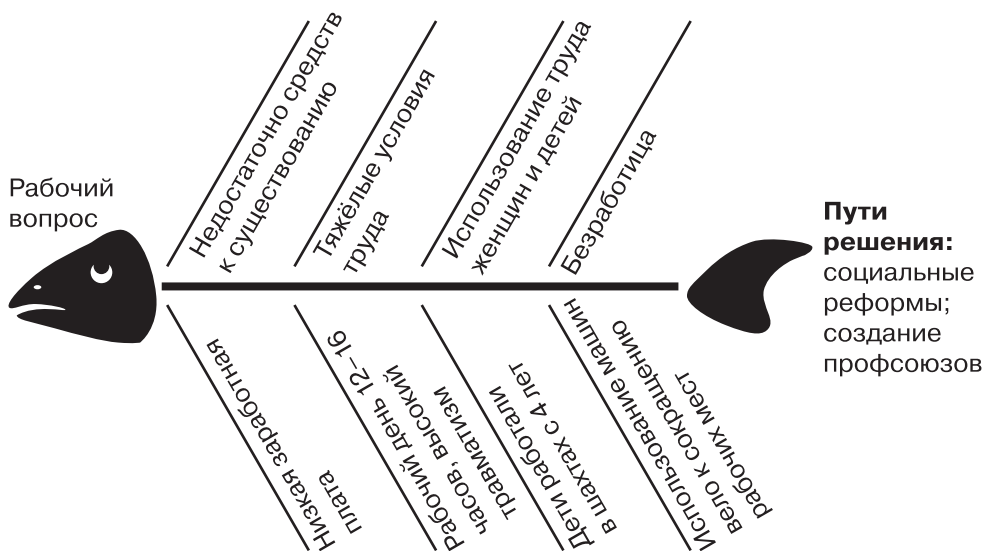 Рабочий
вопрос
Недостаточно средств
к существованию
Тяжёлые условия
труда
Использование труда
женщин и детей
Безработица
Низкая заработная
плата
Рабочий день 12–16
часов, высокий
травматизм
Дети работали
в шахтах с 4 лет
Использование машин
вело к сокращению
рабочих мест
Пути
решения:
социальные
реформы;
создание
профсоюзов